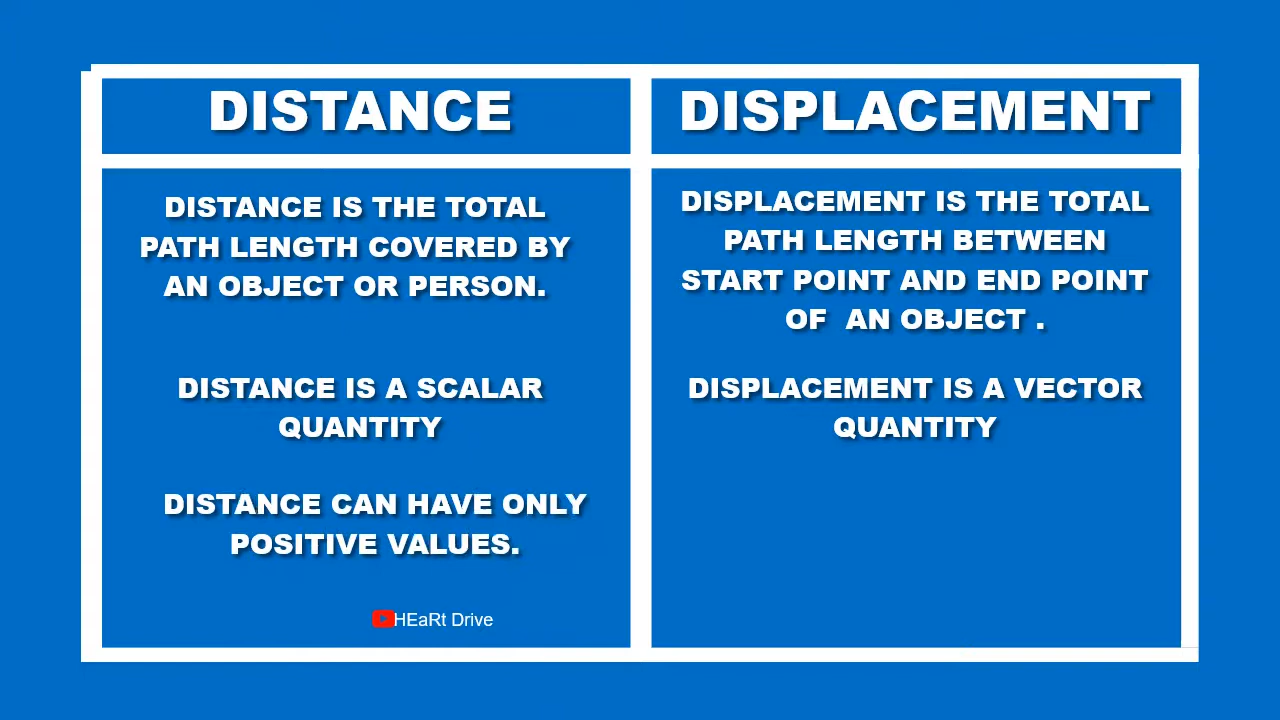 DISTANCE
DISTANCE IS THE TOTAL
PATH LENGTH COVERED BY
AN OBJECT OR PERSON.
DISTANCE IS A SCALAR
QUANTITY
DISTANCE CAN HAVE ONLY
POSITIVE VALUES.
HEaRt Drive
DISPLACEMENT
DISPLACEMENT IS THE TOTAL
PATH LENGTH BETWEEN
START POINT AND END POINT
OF AN OBJECT .
DISPLACEMENT IS A VECTOR
QUANTITY